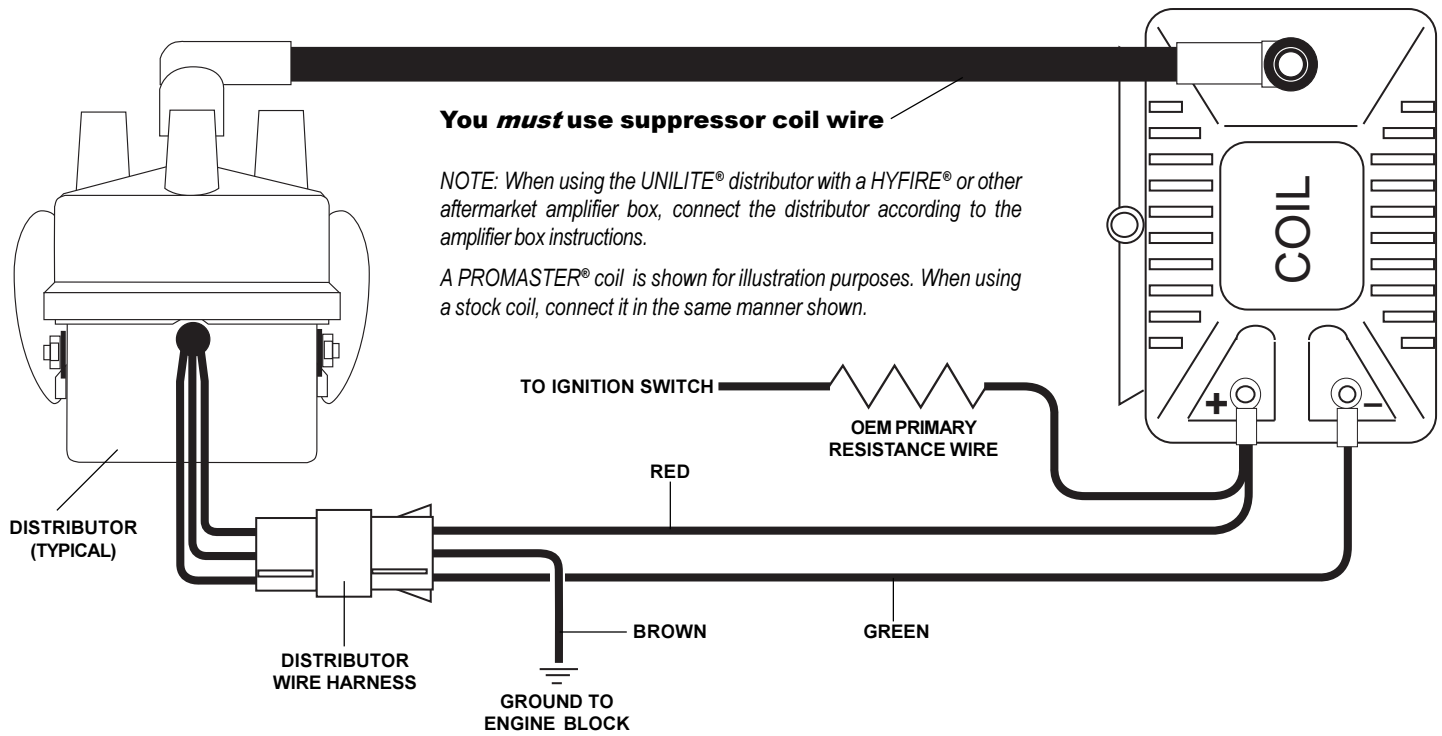 You must use suppressor coil wire
NOTE: When using the UNILITE® distributor with a HYFIRE® or other
aftermarket amplifier box, connect the distributor according to the
amplifier box instructions.
A PROMASTER® coil is shown for illustration purposes. When using
a stock coil, connect it in the same manner shown.
COIL
+
–
TO IGNITION SWITCH
OEM PRIMARY
RESISTANCE WIRE
RED
DISTRIBUTOR
(TYPICAL)
BROWN
GREEN
DISTRIBUTOR
WIRE HARNESS
GROUND TO
ENGINE BLOCK